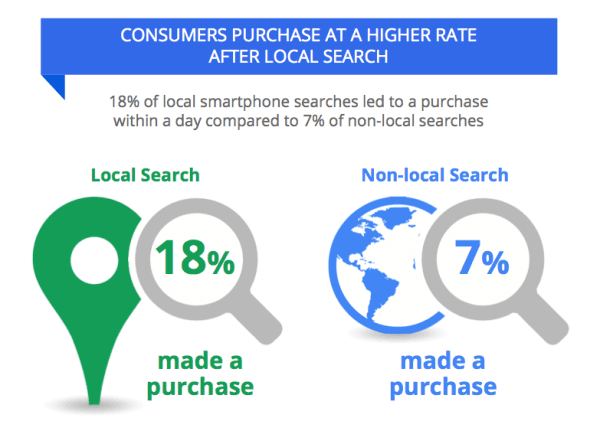 CONSUMERS PURCHASE AT A HIGHER RATE
AFTER LOCAL SEARCH
18% of local smartphone searches led to a purchase
within a day compared to 7% of non-local searches
Local Search
18%
made a
purchase
Non-local Search
7%
made a
purchase